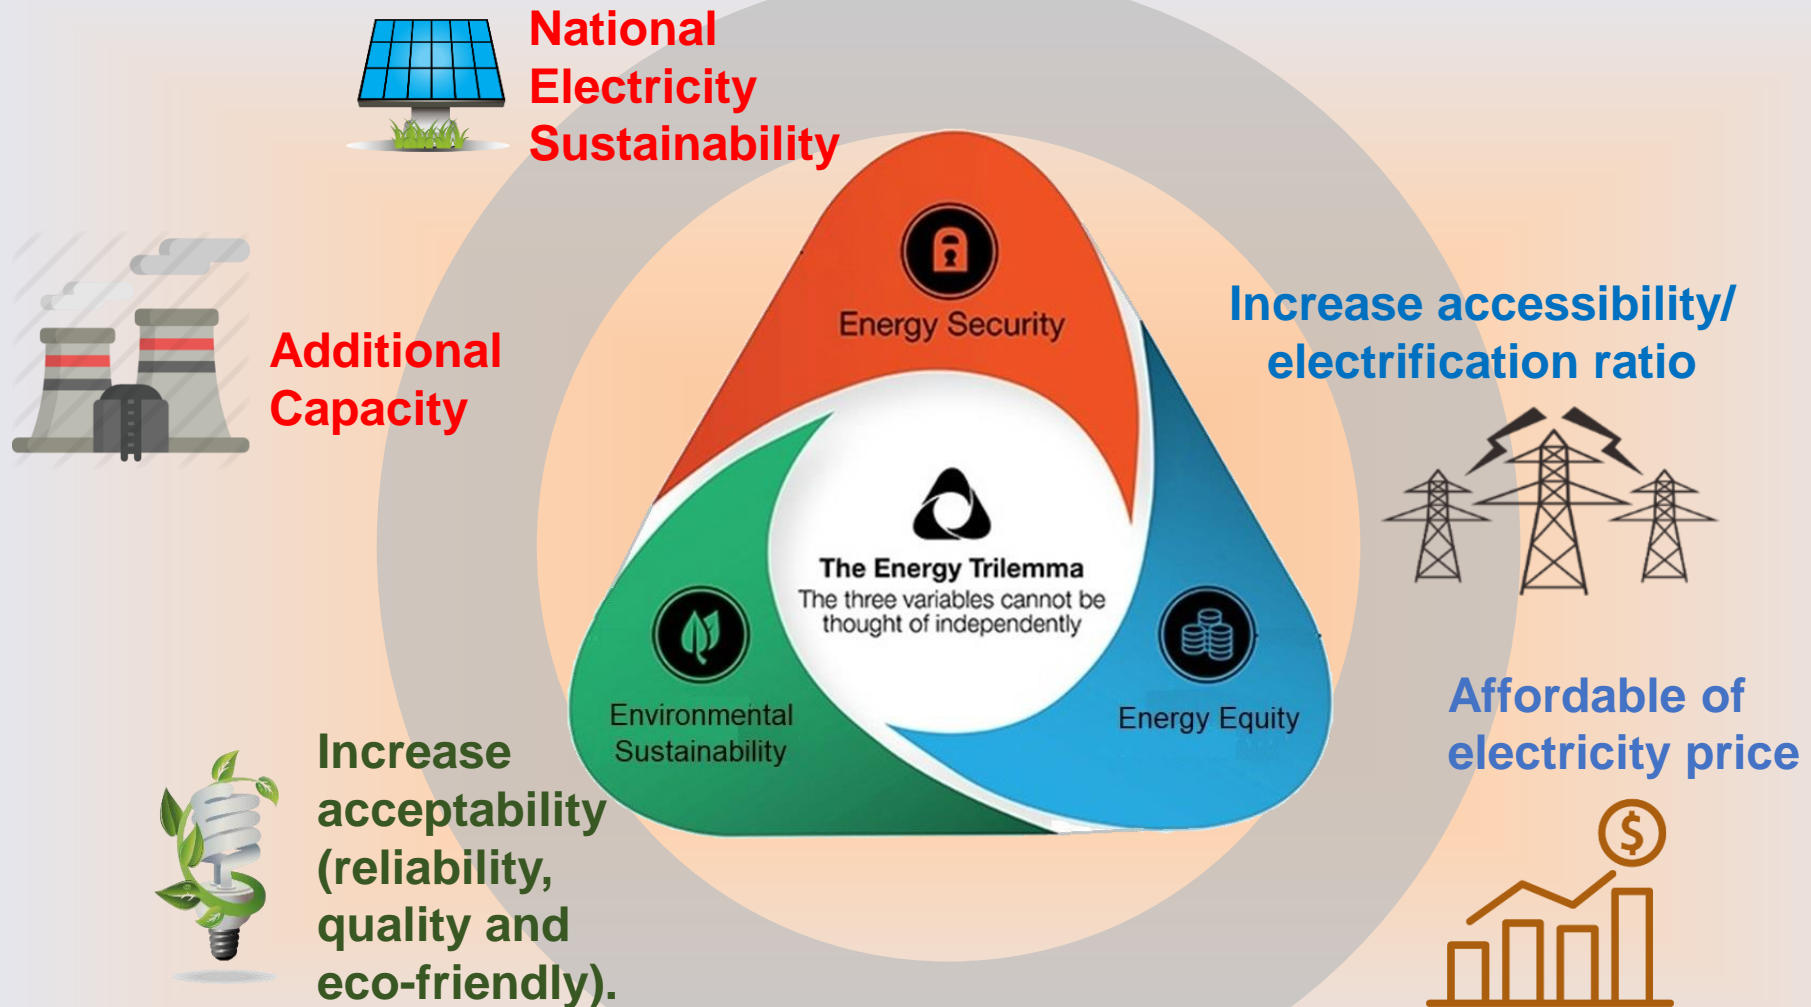 National
Electricity
Sustainability
Additional
Capacity
Energy Security
Increase accessibility/
electrification ratio
The Energy Trilemma
The three variables cannot be
thought of independently
Environmental
Sustainability
Energy Equity
Affordable of
electricity price
$
Increase
acceptability
(reliability,
quality and
eco-friendly).